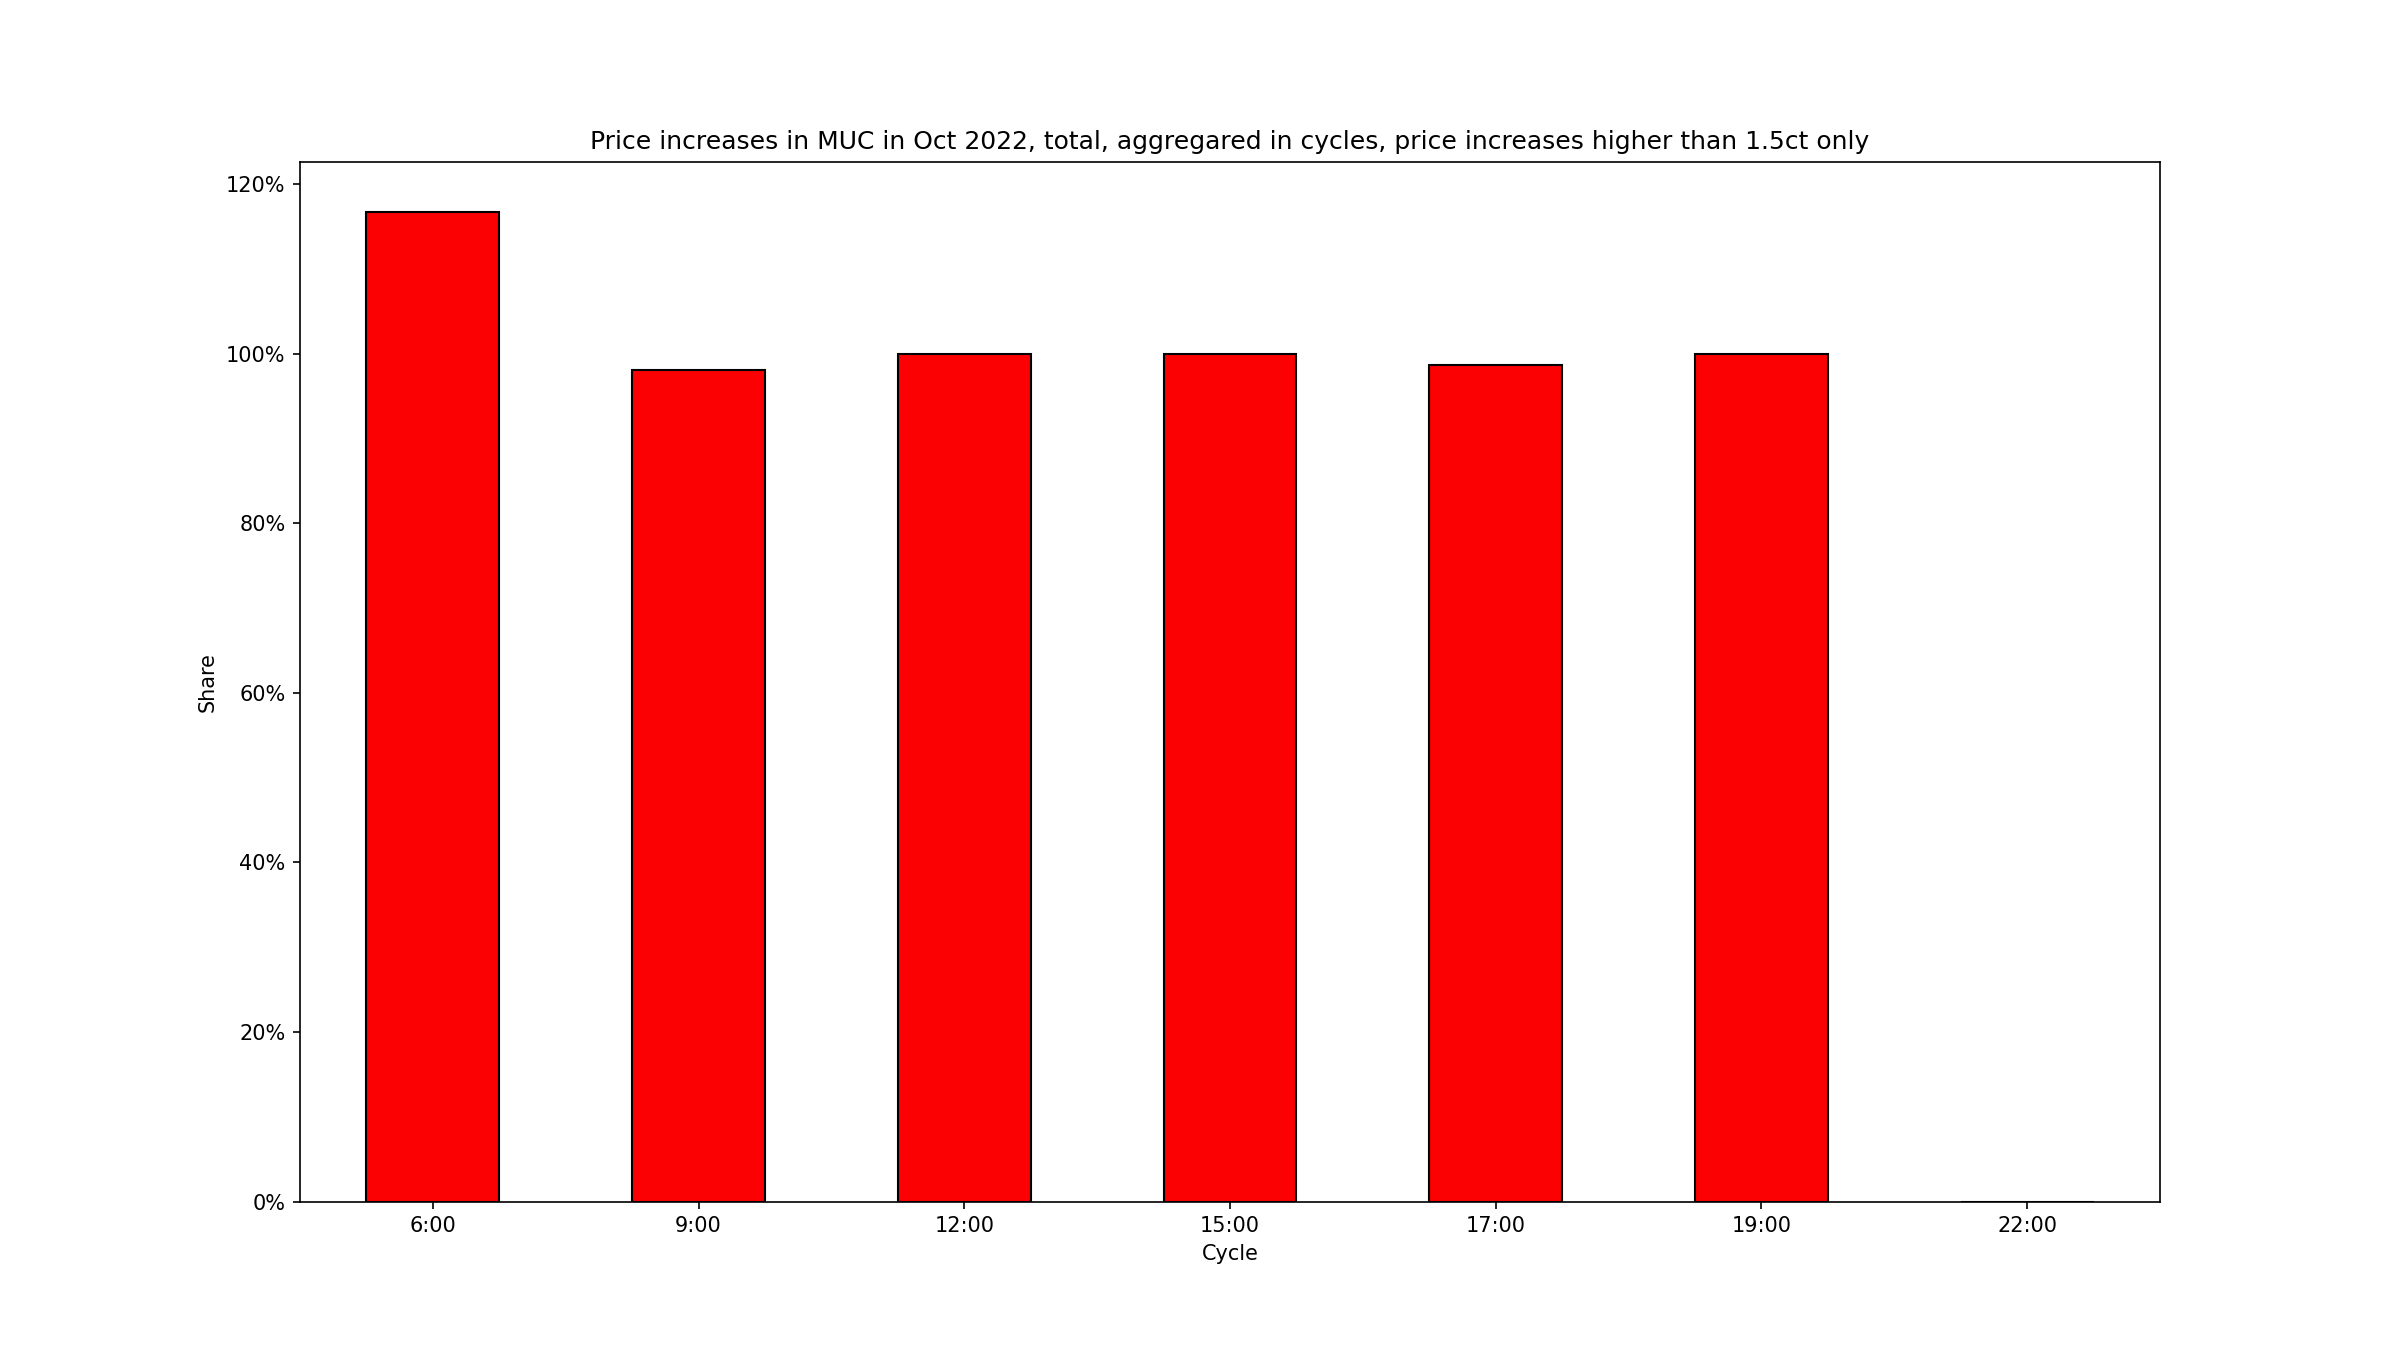 Price increases in MUC in Oct 2022, total, aggregared in cycles, price increases higher than 1.5ct only
120%
100%
80%
60%
40%
20%
0%
Share
6:00 9:00 12:00 15:00 17:00 19:00 22:00
Cycle